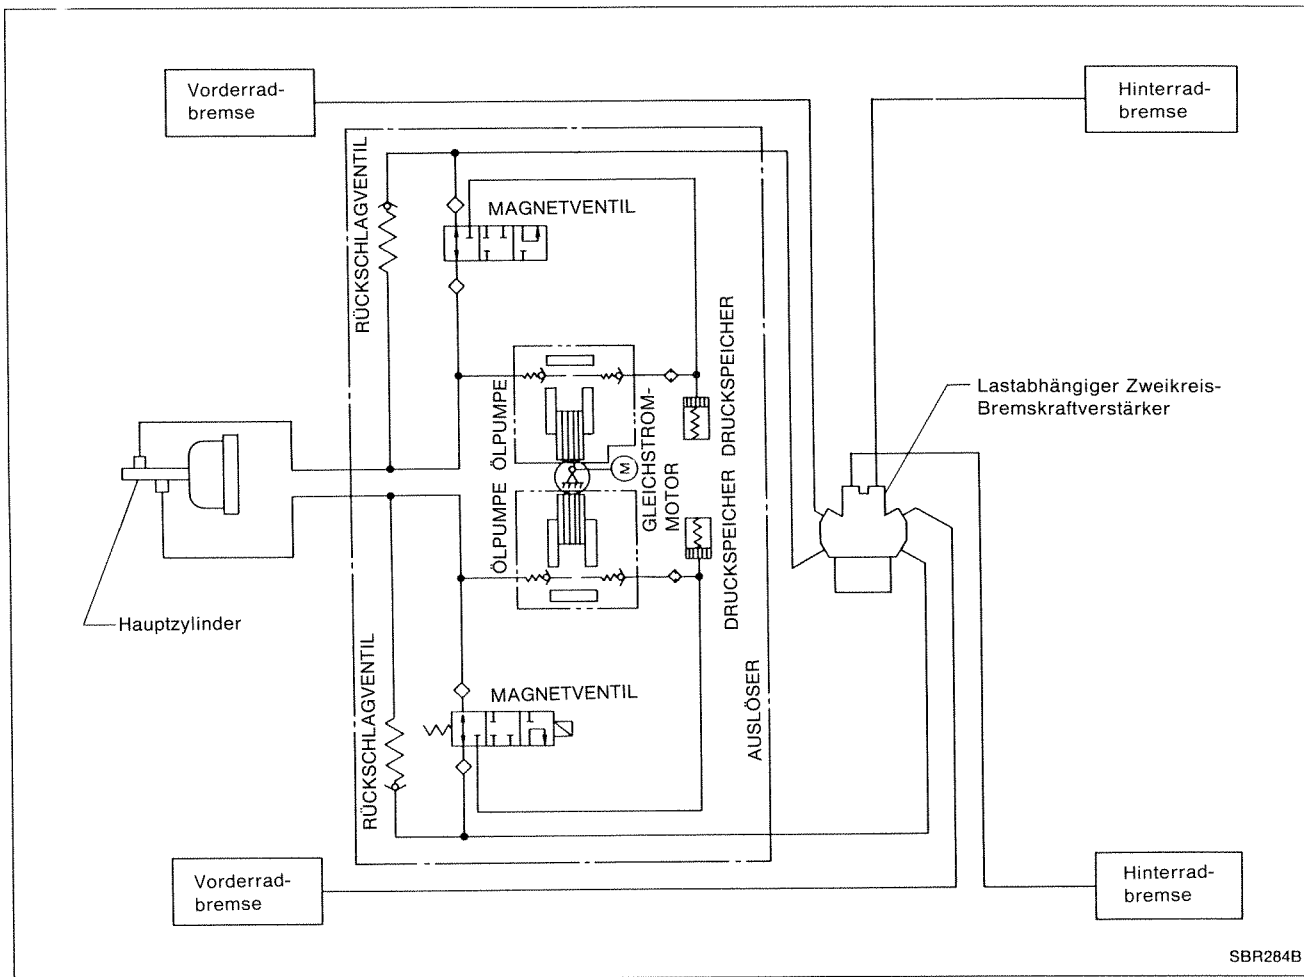 Vorderrad-
bremse
Hinterrad-
bremse
RÜCKSCHLAGVENTIL
MAGNETVENTIL
ÖLPUMPE
ÖLPUMPE
M
GLEICHSTROM-
MOTOR
DRUCKSPEICHER
DRUCKSPEICHER
Lastabhängiger Zweikreis-
Bremskraftverstärker
Hauptzylinder
RÜCKSCHLAGVENTIL
MAGNETVENTIL
AUSLÖSER
Vorderrad-
bremse
Hinterrad-
bremse
SBR284B